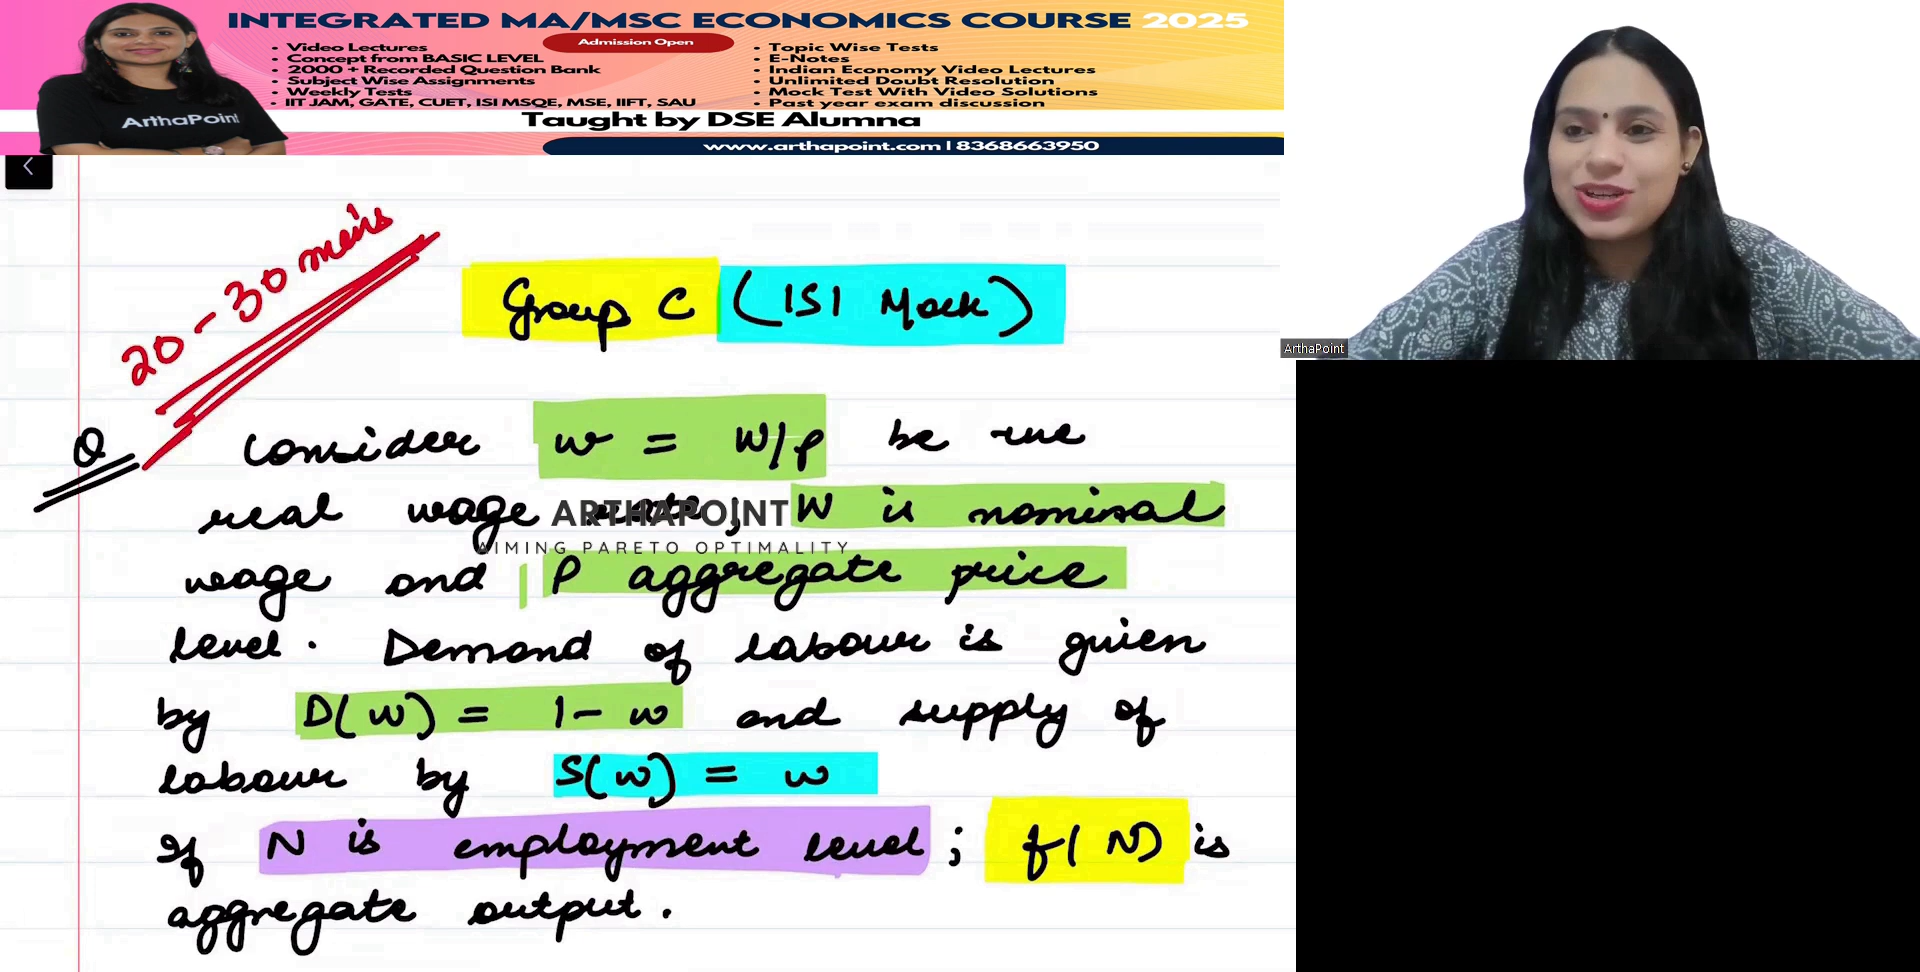 INTEGRATED MA/MSC ECONOMICS COURSE 2025
Admission Open
• Video Lectures
• Concept from BASIC LEVEL
• 2000 + Recorded Question Bank
• Subject Wise Assignments
• Weekly Tests
• IIT JAM, GATE, CUET, ISI MSQE, MSE, IIFT, SAU
• Topic Wise Tests
• E-Notes
• Indian Economy Video Lectures
• Unlimited Doubt Resolution
• Mock Test With Video Solutions
• Past year exam discussion
ArthaPoint
Taught by DSE Alumna
www.arthapoint.com | 8368663950
20 - 30 mins
Group C (ISI Mock)
Q Consider w = W/P be the
real wage rate; W is nominal
ARTHAPOINT
AIMING PARETO OPTIMALITY
wage and P aggregate price
level. Demand of labour is given
by D(w) = 1 - w and supply of
labour by S(w) = w
If N is employment level; f(N) is
aggregate output.
ArthaPoint